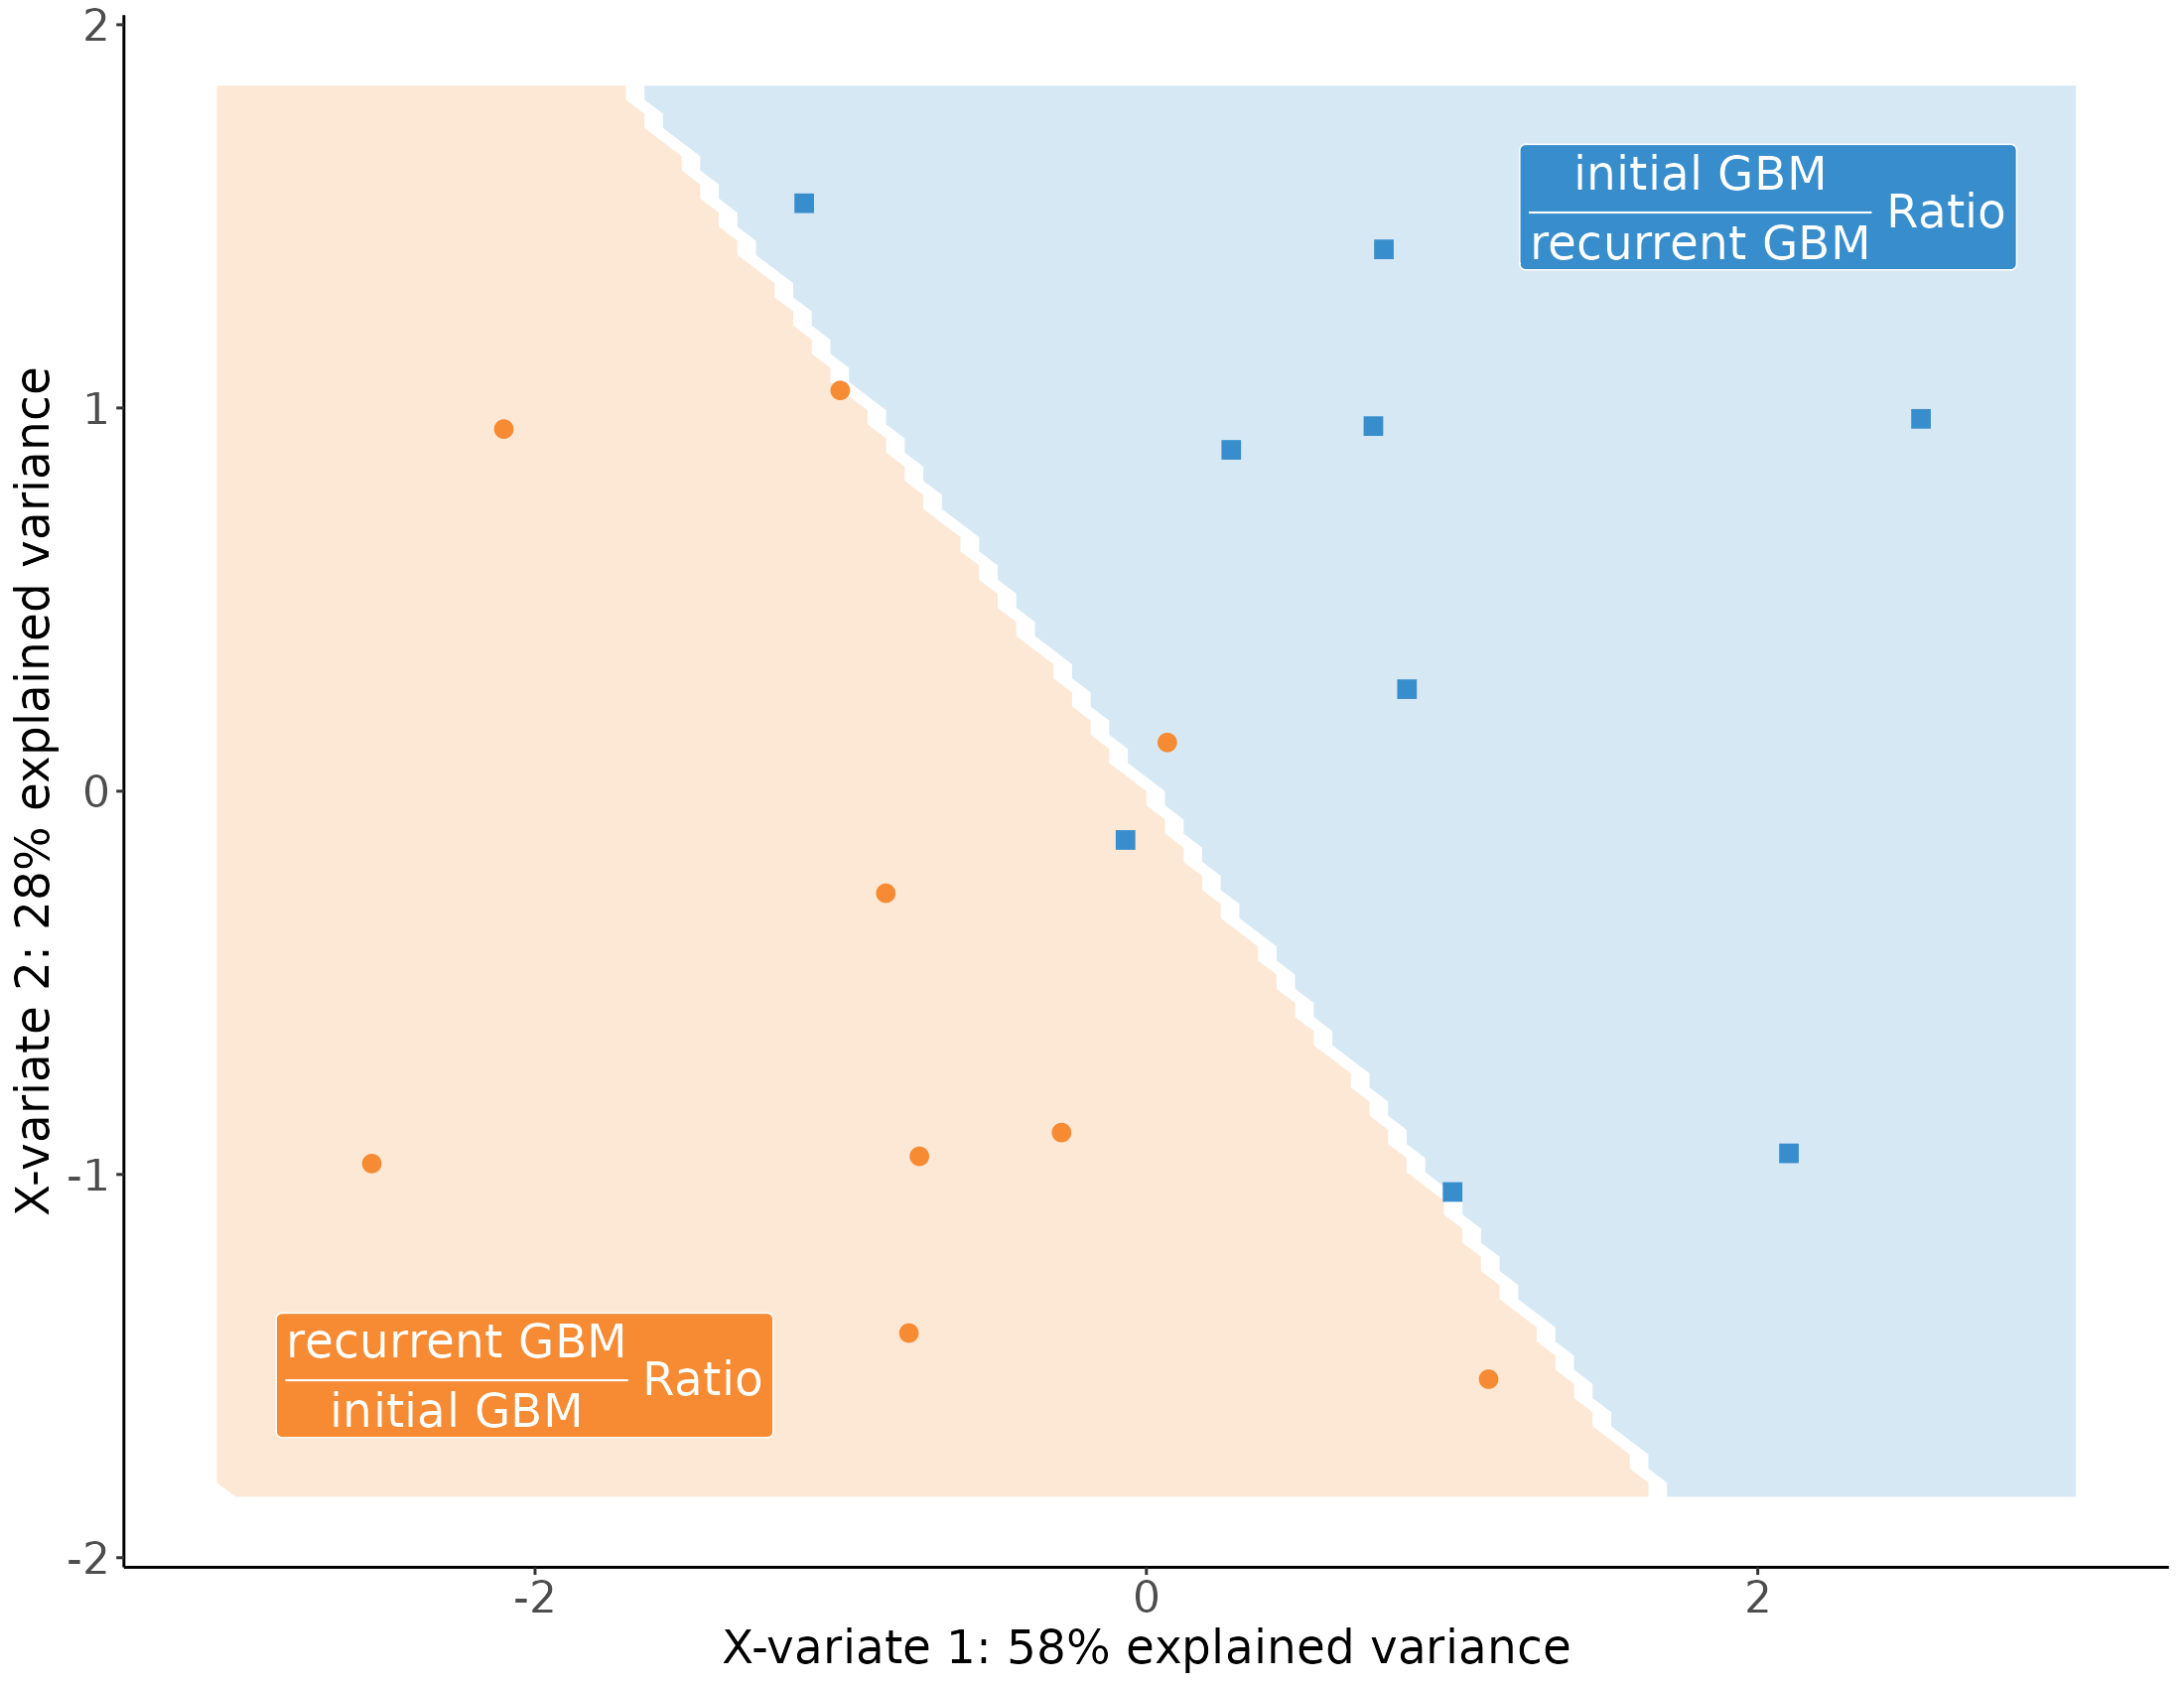 2
1
0
-1
-2
X-variate 2: 28% explained variance
initial GBM
recurrent GBM
Ratio
recurrent GBM
initial GBM
Ratio
-2 0 2
X-variate 1: 58% explained variance